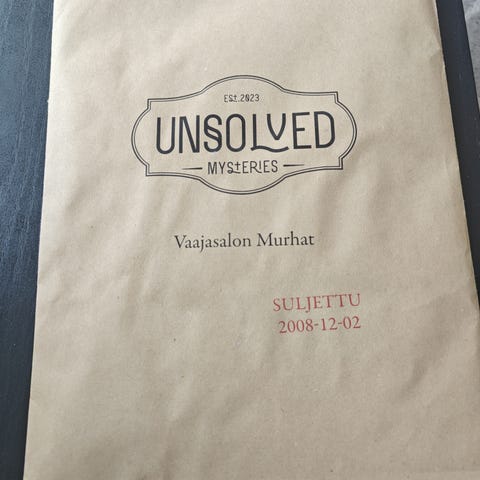 Est.2023
UNSOLVED
MYstERIES
Vaajasalon Murhat
SULJETTU
2008-12-02